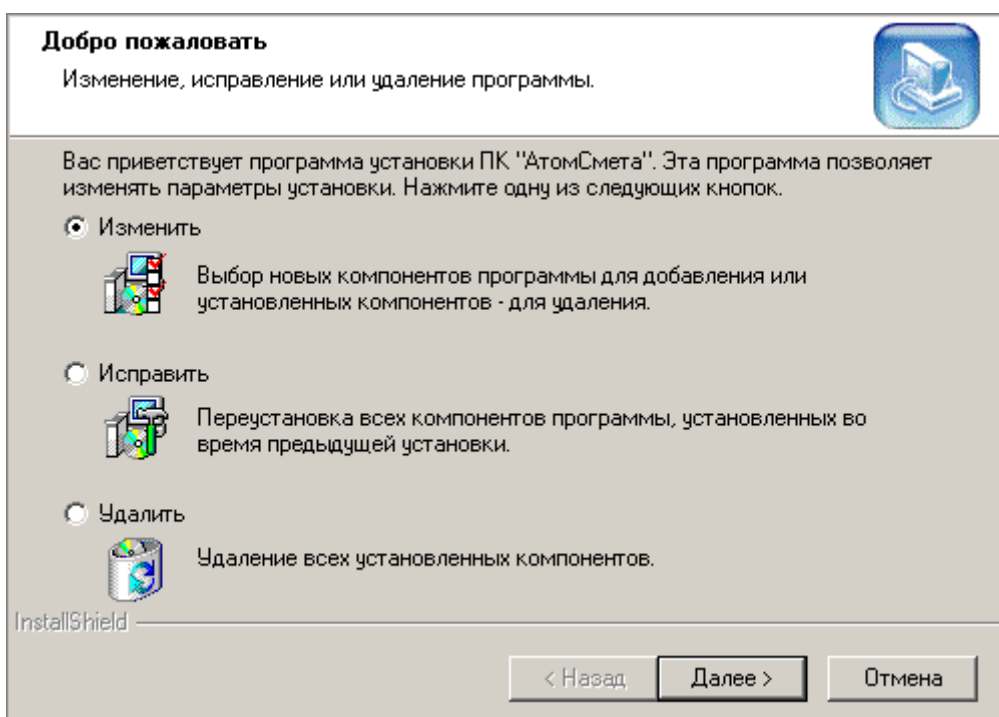 Добро пожаловать
Изменение, исправление или удаление программы.
Вас приветствует программа установки ПК "АтомСмета". Эта программа позволяет
изменять параметры установки. Нажмите одну из следующих кнопок.
Изменить
Выбор новых компонентов программы для добавления или
установленных компонентов - для удаления.
Исправить
Переустановка всех компонентов программы, установленных во
время предыдущей установки.
Удалить
Удаление всех установленных компонентов.
InstallShield
< Назад
Далее >
Отмена